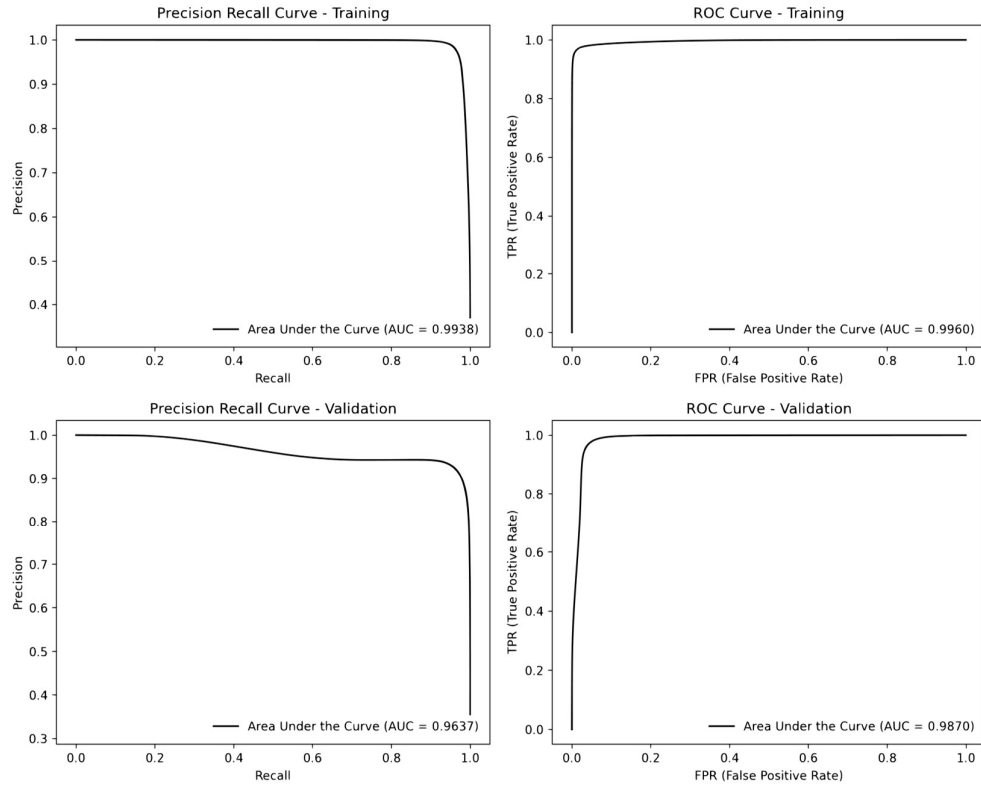 Precision Recall Curve - Training
1.0
0.9
0.8
0.7
0.6
0.5
0.4
Precision
Area Under the Curve (AUC = 0.9938)
0.0 0.2 0.4 0.6 0.8 1.0
Recall
ROC Curve - Training
1.0
0.8
0.6
0.4
0.2
0.0
TPR (True Positive Rate)
Area Under the Curve (AUC = 0.9960)
0.0 0.2 0.4 0.6 0.8 1.0
FPR (False Positive Rate)
Precision Recall Curve - Validation
1.0
0.9
0.8
0.7
0.6
0.5
0.4
0.3
Precision
Area Under the Curve (AUC = 0.9637)
0.0 0.2 0.4 0.6 0.8 1.0
Recall
ROC Curve - Validation
1.0
0.8
0.6
0.4
0.2
0.0
TPR (True Positive Rate)
Area Under the Curve (AUC = 0.9870)
0.0 0.2 0.4 0.6 0.8 1.0
FPR (False Positive Rate)